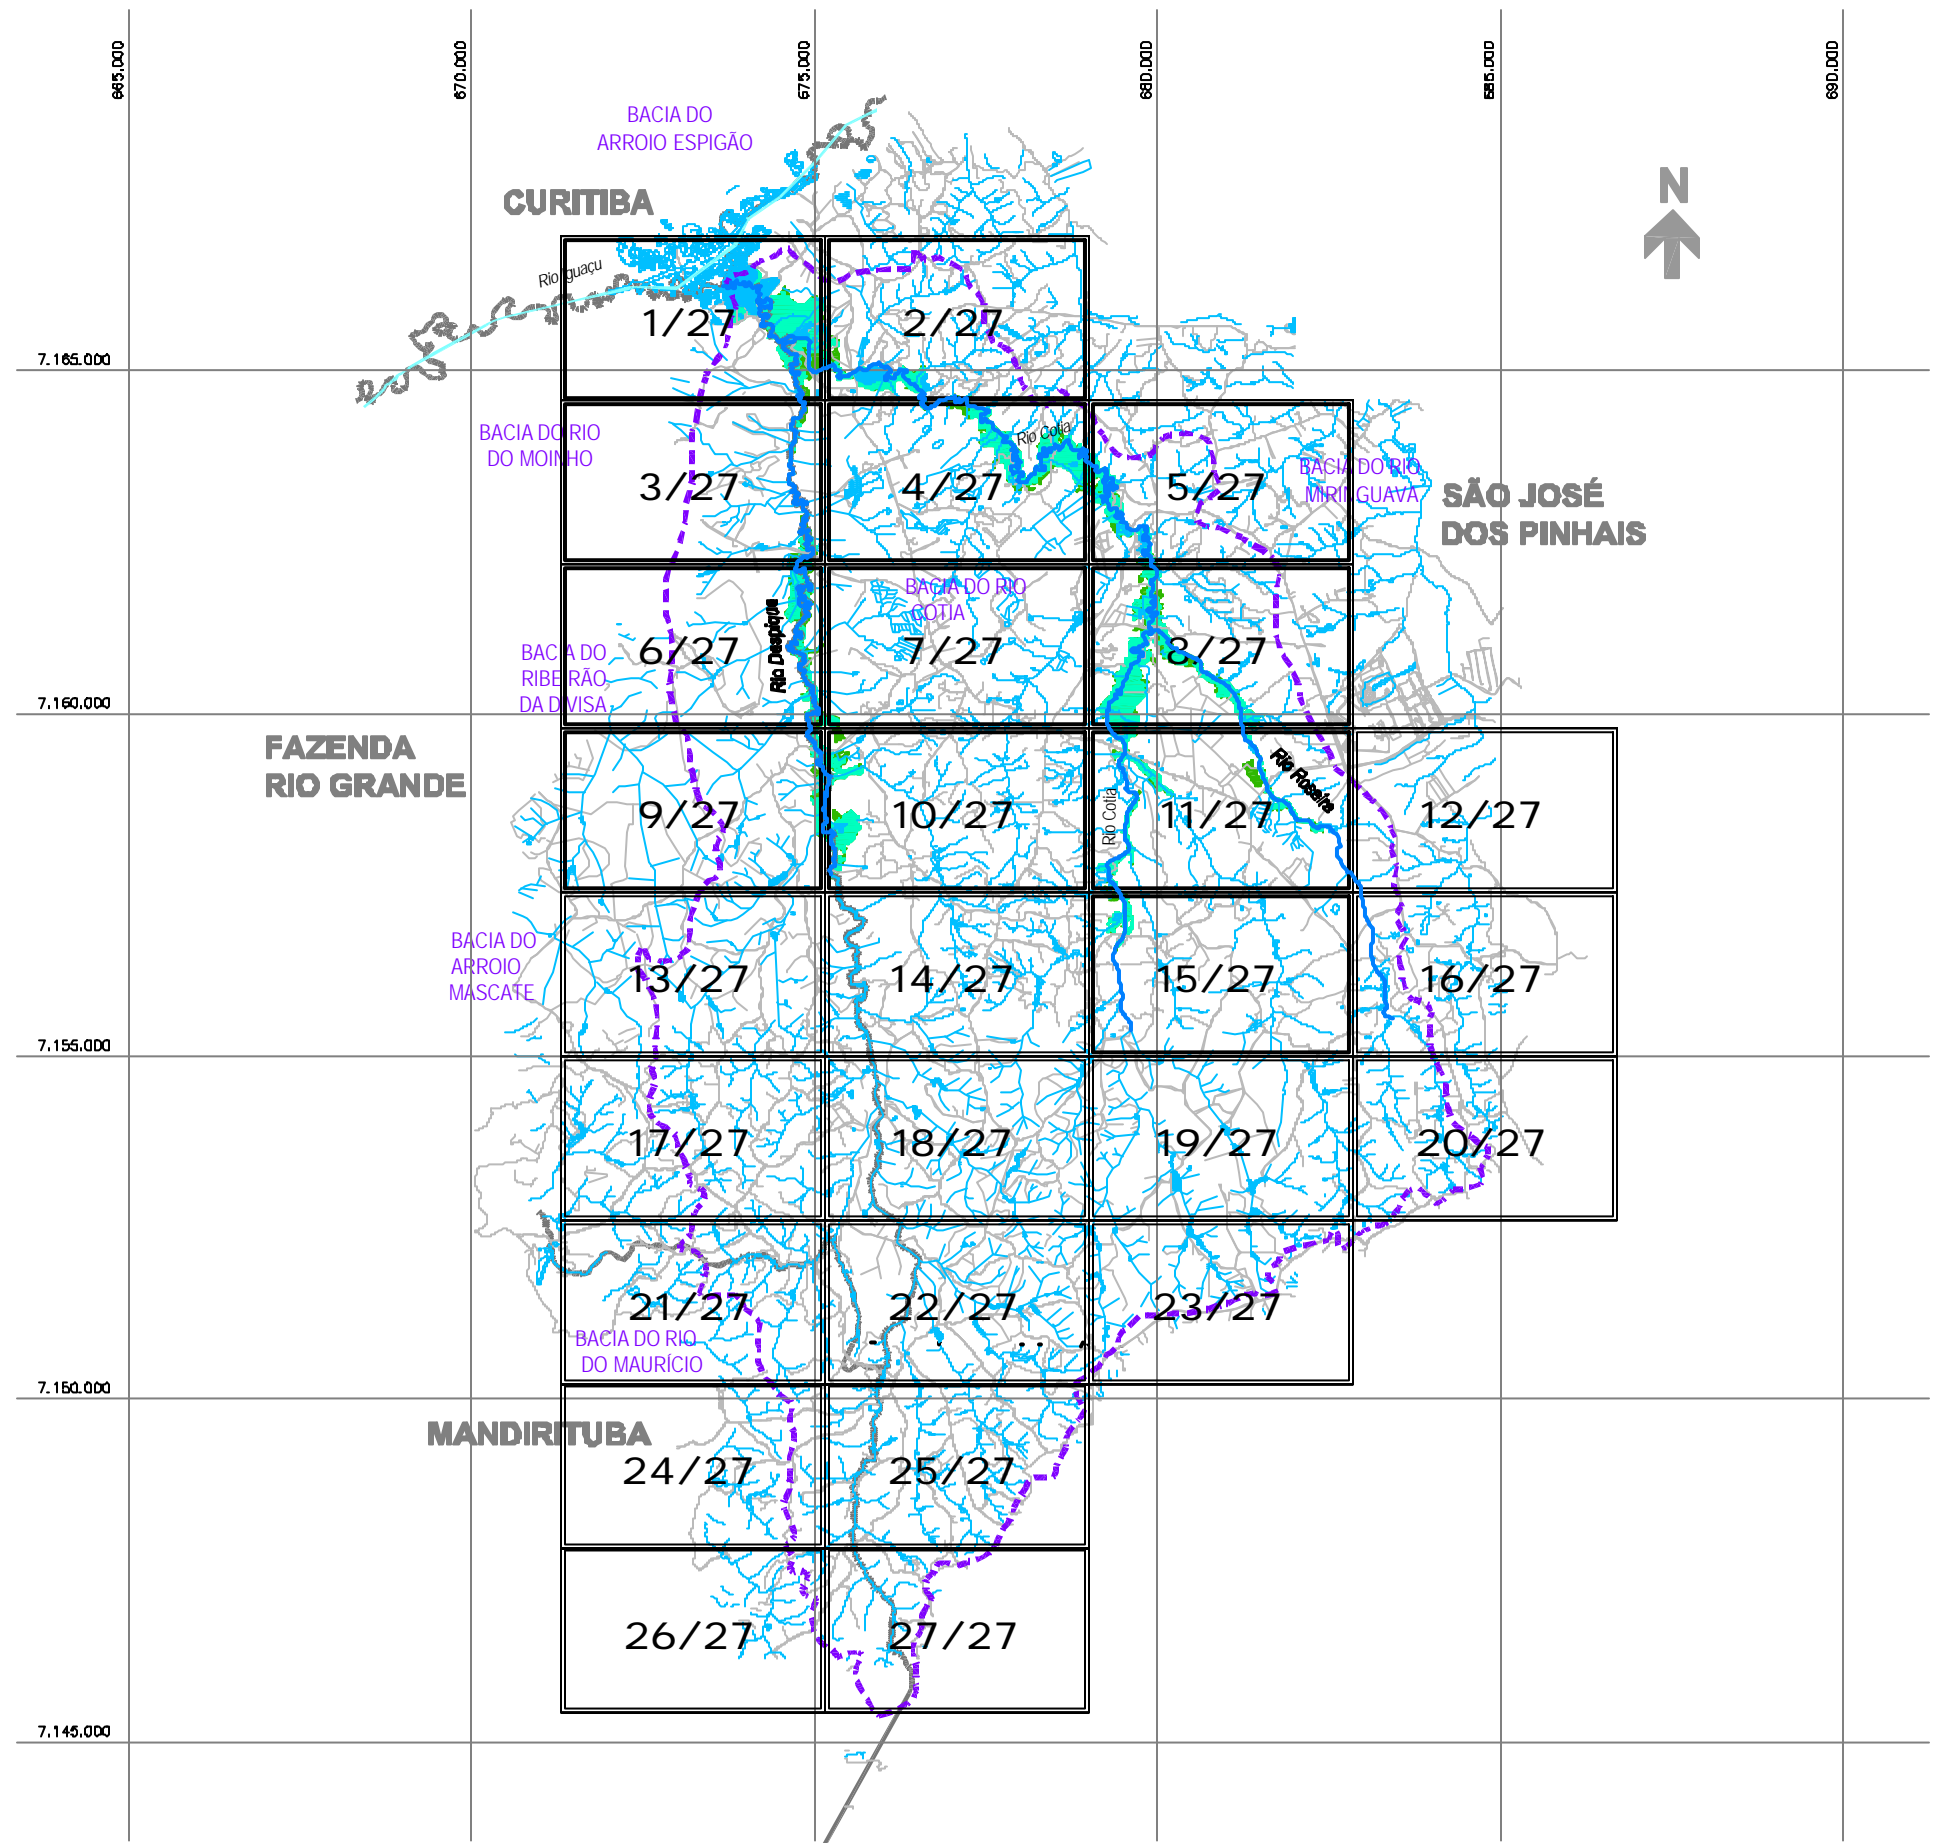 665.000
670.000
675.000
680.000
685.000
690.000
BACIA DO
ARROIO ESPIGÃO
CURITIBA
N
Rio Iguaçu
1/27
2/27
7.165.000
BACIA DO RIO
DO MOINHO
Rio Cotia
3/27
4/27
5/27
BACIA DO RIO
MIRINGUAVA
SÃO JOSÉ
DOS PINHAIS
BACIA DO RIO
COTIA
Rio Despique
6/27
7/27
8/27
BACIA DO
RIBEIRÃO
DA DIVISA
7.160.000
FAZENDA
RIO GRANDE
Rio Roseira
9/27
10/27
Rio Cotia
11/27
12/27
BACIA DO
ARROIO
MASCATE
13/27
14/27
15/27
16/27
7.155.000
17/27
18/27
19/27
20/27
21/27
22/27
23/27
BACIA DO RIO
DO MAURÍCIO
7.150.000
MANDIRITUBA
24/27
25/27
26/27
27/27
7.145.000